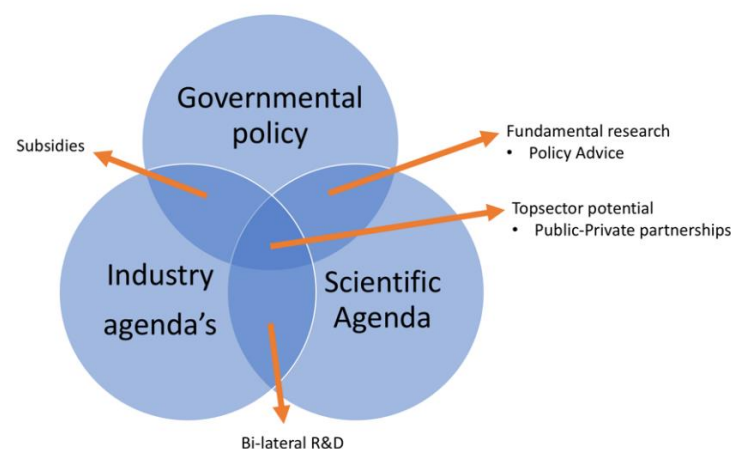 Governmental
policy
Subsidies
Fundamental research
• Policy Advice
Topsector potential
• Public-Private partnerships
Industry
agenda's
Scientific
Agenda
Bi-lateral R&D